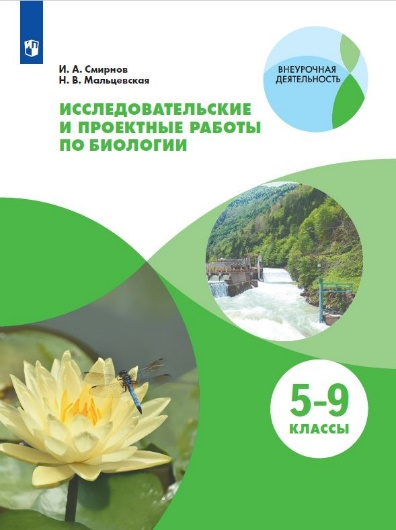 И. А. Смирнов
Н. В. Мальцевская
ИССЛЕДОВАТЕЛЬСКИЕ
И ПРОЕКТНЫЕ РАБОТЫ
ПО БИОЛОГИИ
ВНЕУРОЧНАЯ
ДЕЯТЕЛЬНОСТЬ
5–9
КЛАССЫ